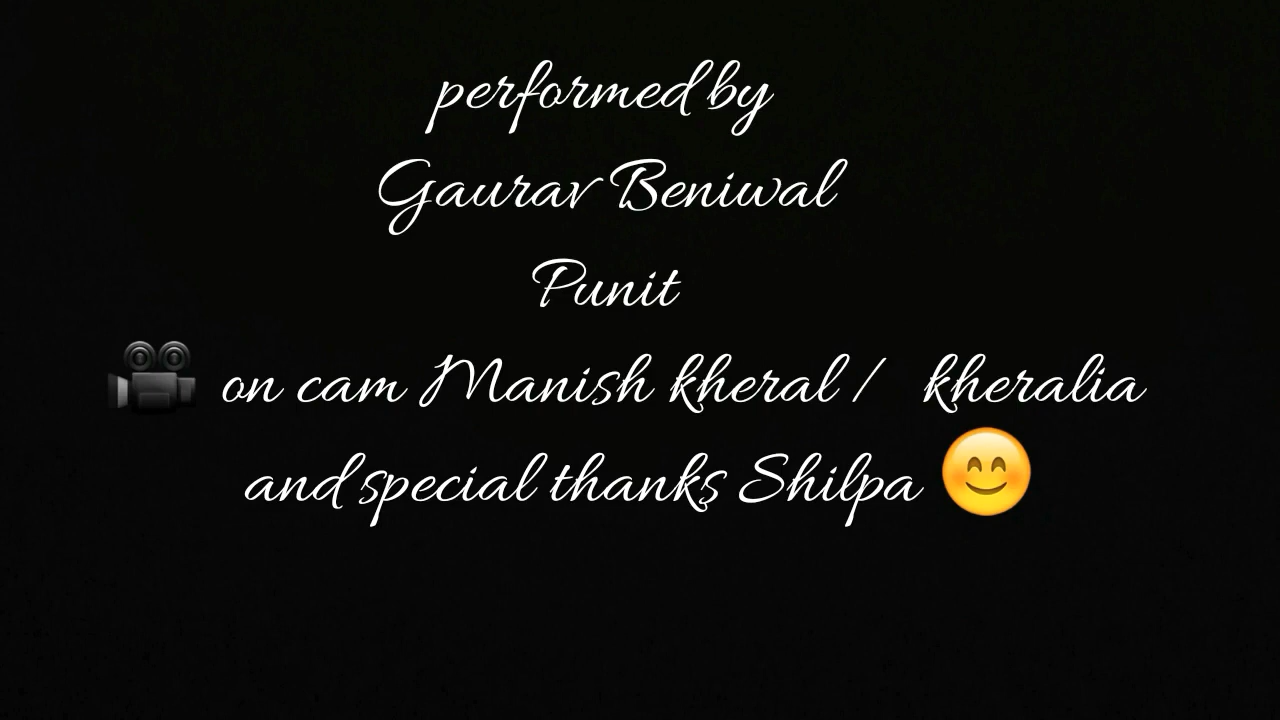 performed by
Gaurav Beniwal
Punit
🎥 on cam Manish kheral / kheralia
and special thanks Shilpa 😊